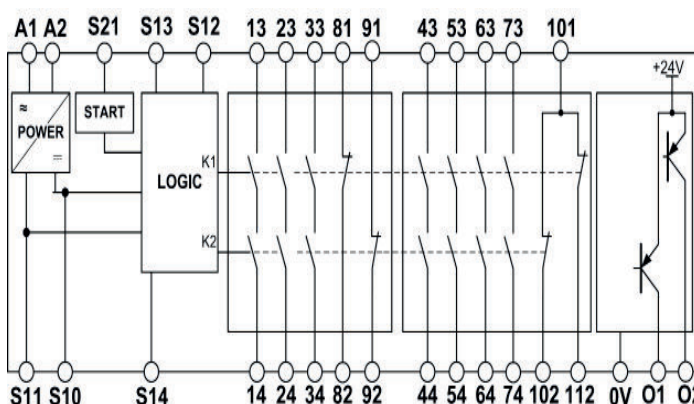 A1 A2 S21 S13 S12 13 23 33 81 91 43 53 63 73 101
+24V
≂
POWER
=
START
LOGIC
K1
K2
S11 S10 S14 14 24 34 82 92 44 54 64 74 102 112 0V O1